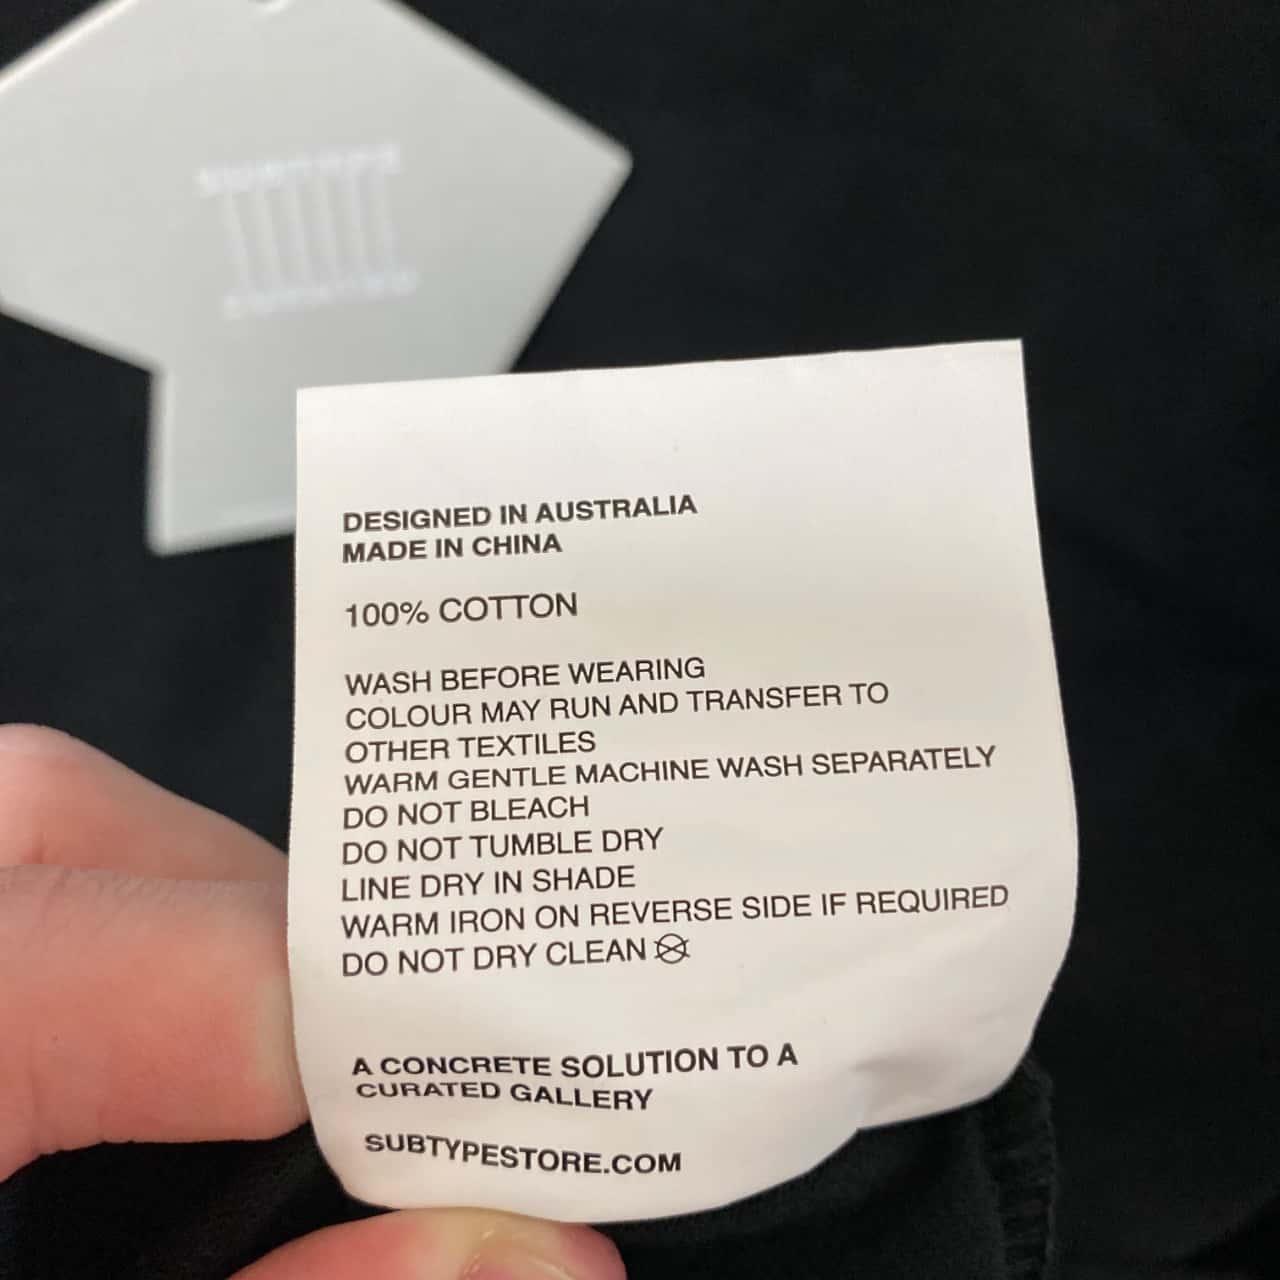 SUBTYPE
DESIGNED IN AUSTRALIA
MADE IN CHINA
100% COTTON
WASH BEFORE WEARING
COLOUR MAY RUN AND TRANSFER TO
OTHER TEXTILES
WARM GENTLE MACHINE WASH SEPARATELY
DO NOT BLEACH
DO NOT TUMBLE DRY
LINE DRY IN SHADE
WARM IRON ON REVERSE SIDE IF REQUIRED
DO NOT DRY CLEAN
A CONCRETE SOLUTION TO A
CURATED GALLERY
SUBTYPESTORE.COM